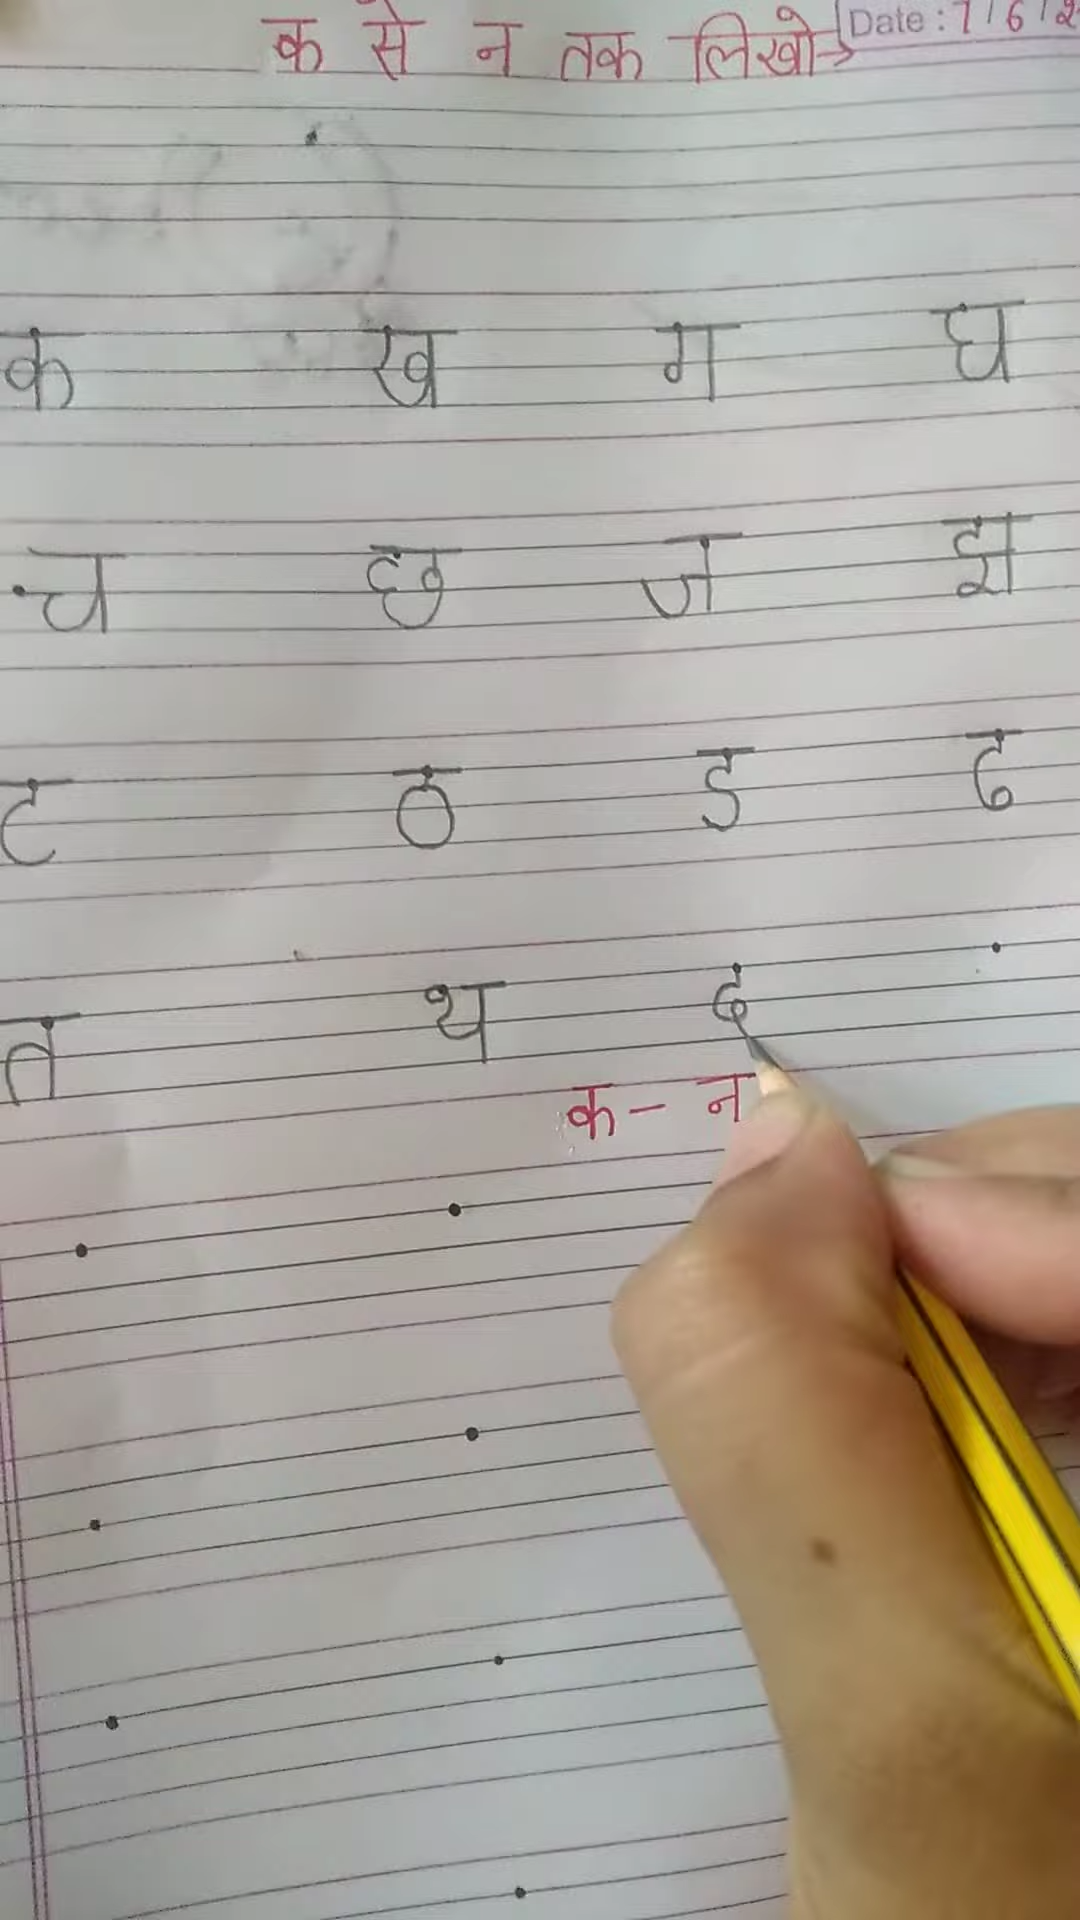 क से न तक लिखो→ Date : 7/6/2
क ख ग घ
च छ ज झ
ट ठ ड ढ
त थ द
क - न